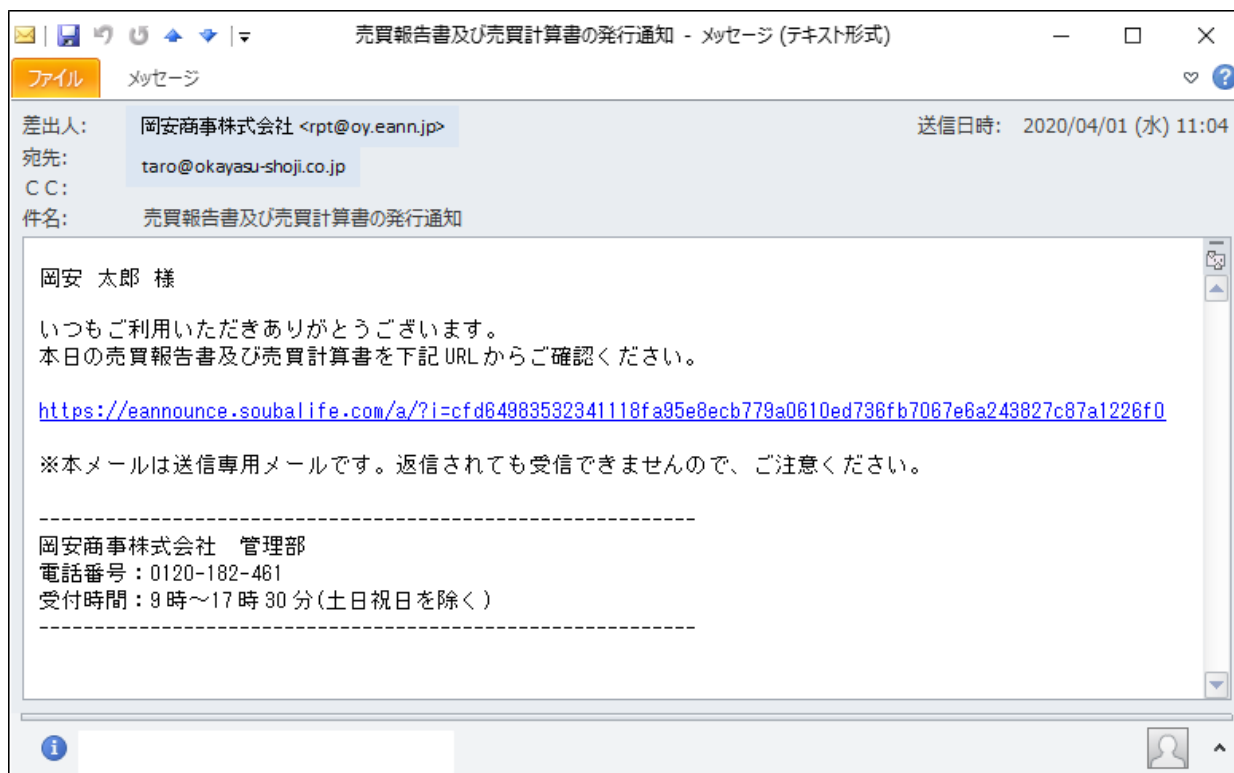 売買報告書及び売買計算書の発行通知 - メッセージ (テキスト形式)
ファイル メッセージ
差出人: 岡安商事株式会社 <rpt@oy.eann.jp> 送信日時: 2020/04/01 (水) 11:04
宛先: taro@okayasu-shoji.co.jp
CC:
件名: 売買報告書及び売買計算書の発行通知
岡安 太郎 様
いつもご利用いただきありがとうございます。
本日の売買報告書及び売買計算書を下記URLからご確認ください。
https://eannounce.soubalife.com/a/?i=cfd64983532341118fa95e8ecb779a0610ed736fb7067e6a243827c87a1226f0
※本メールは送信専用メールです。返信されても受信できませんので、ご注意ください。
------------------------------------------------------------
岡安商事株式会社　管理部
電話番号：0120-182-461
受付時間：9時～17時30分(土日祝日を除く)
------------------------------------------------------------